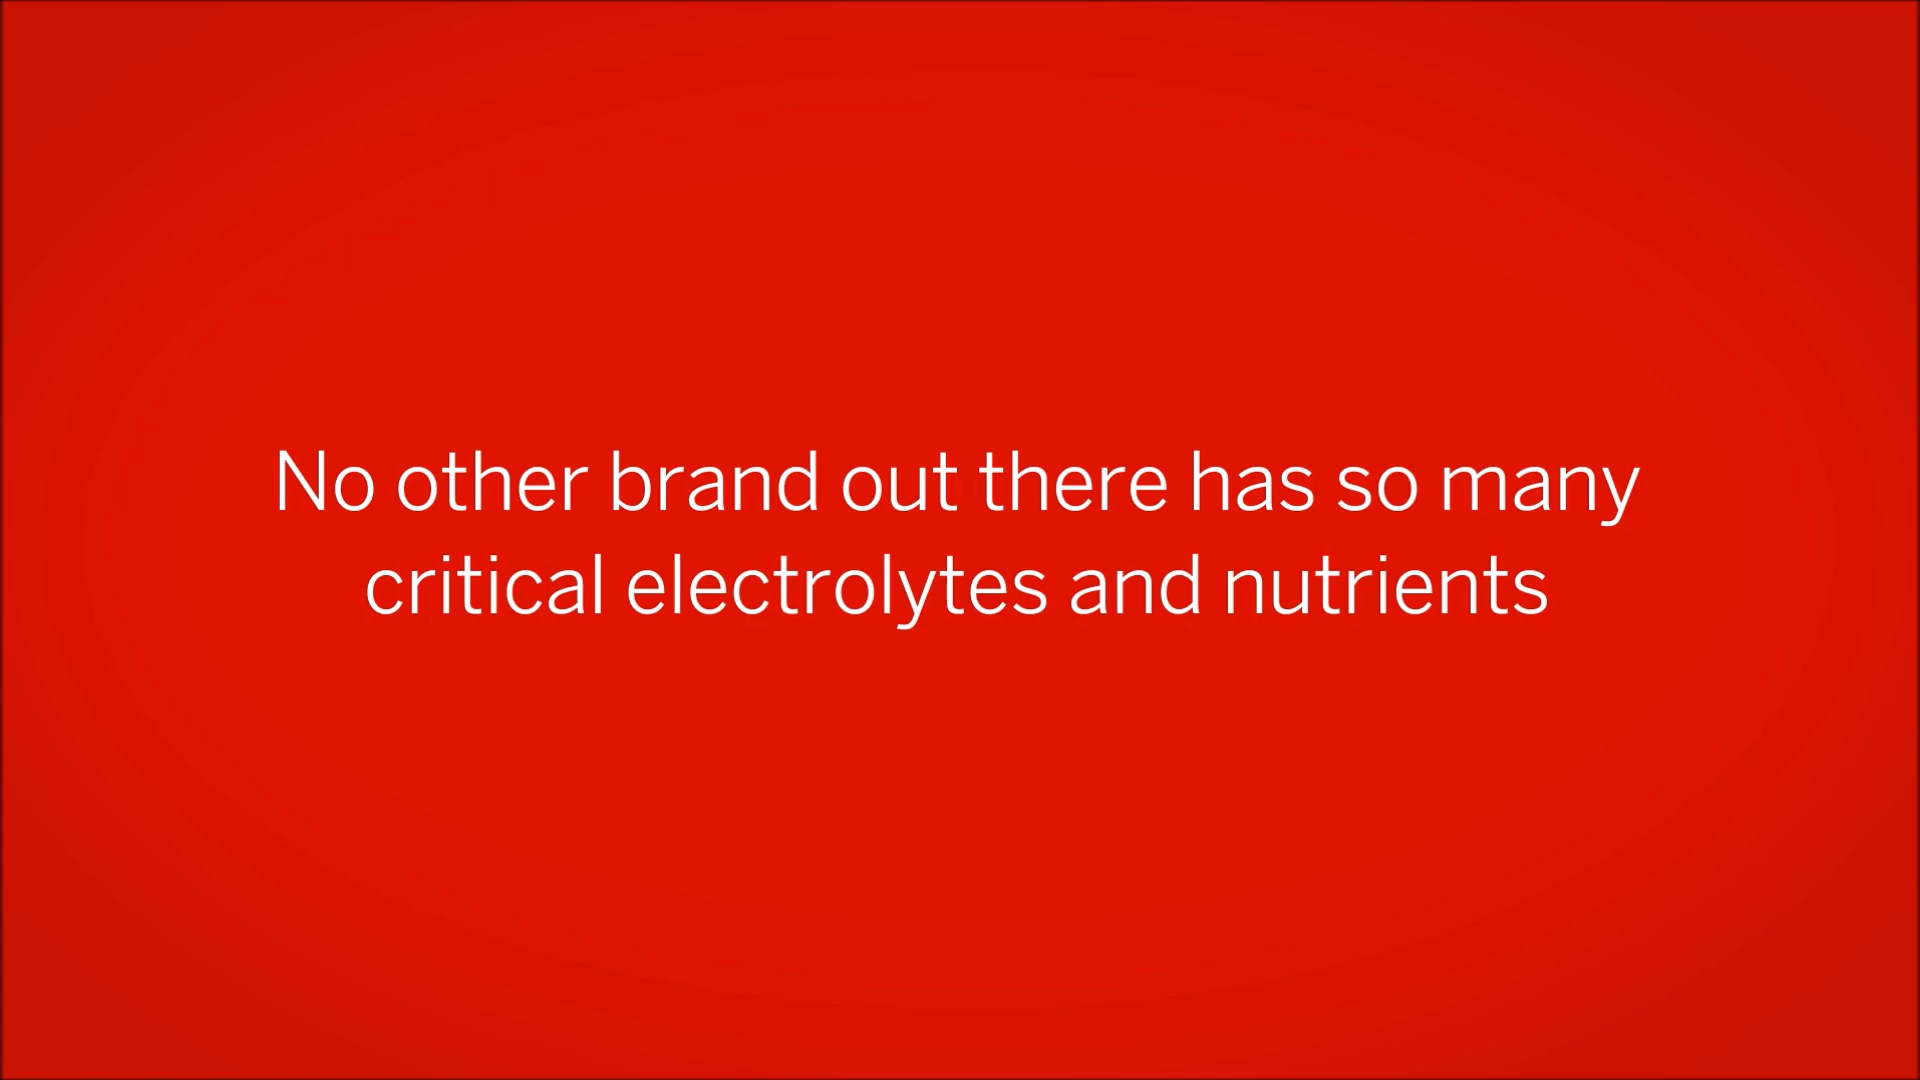 No other brand out there has so many
critical electrolytes and nutrients